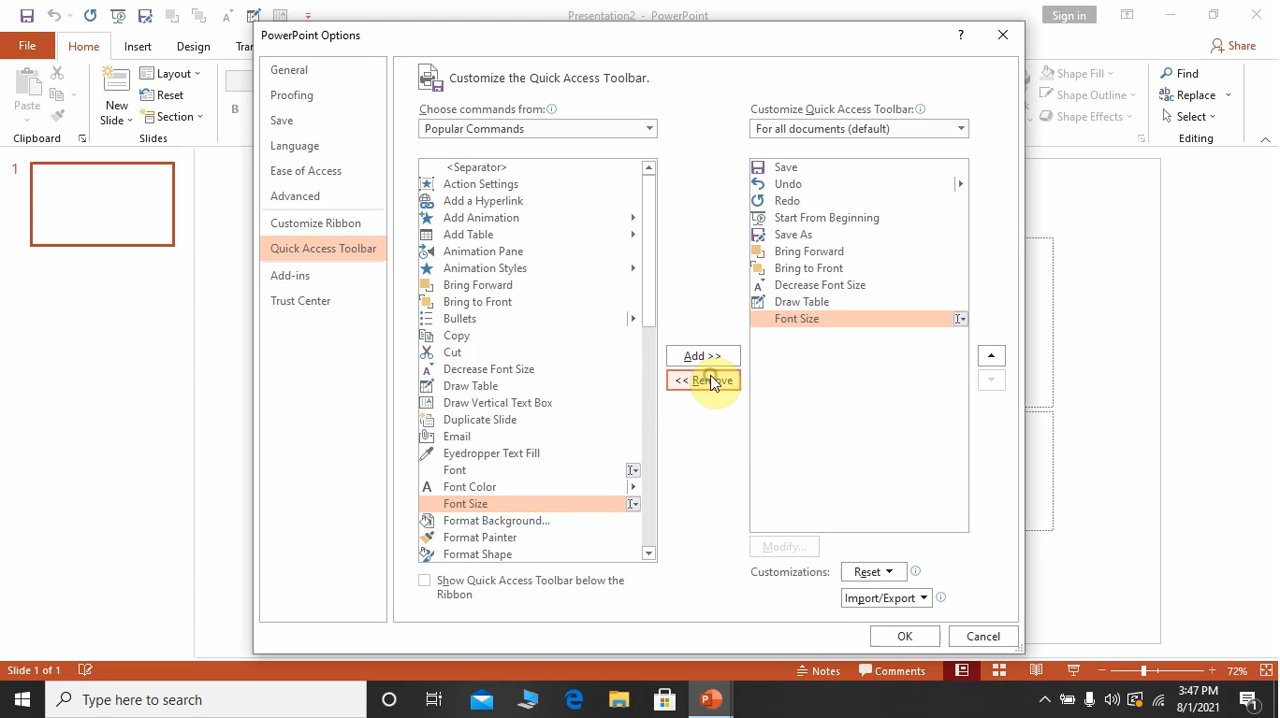 Presentation2 - PowerPoint
Sign in
File
Home
Insert
Design
Share
Paste
Clipboard
New
Slide
Layout
Reset
Section
Slides
B
Shape Fill
Shape Outline
Shape Effects
Find
Replace
Select
Editing
PowerPoint Options
?
General
Proofing
Save
Language
Ease of Access
Advanced
Customize Ribbon
Quick Access Toolbar
Add-ins
Trust Center
Customize the Quick Access Toolbar.
Choose commands from:
Popular Commands
<Separator>
Action Settings
Add a Hyperlink
Add Animation
Add Table
Animation Pane
Animation Styles
Bring Forward
Bring to Front
Bullets
Copy
Cut
Decrease Font Size
Draw Table
Draw Vertical Text Box
Duplicate Slide
Email
Eyedropper Text Fill
Font
Font Color
Font Size
Format Background...
Format Painter
Format Shape
Show Quick Access Toolbar below the
Ribbon
Add >>
<< Remove
Customize Quick Access Toolbar:
For all documents (default)
Save
Undo
Redo
Start From Beginning
Save As
Bring Forward
Bring to Front
Decrease Font Size
Draw Table
Font Size
Modify...
Customizations:
Reset
Import/Export
OK
Cancel
1
Slide 1 of 1
Notes
Comments
72%
Type here to search
3:47 PM
8/1/2021
1